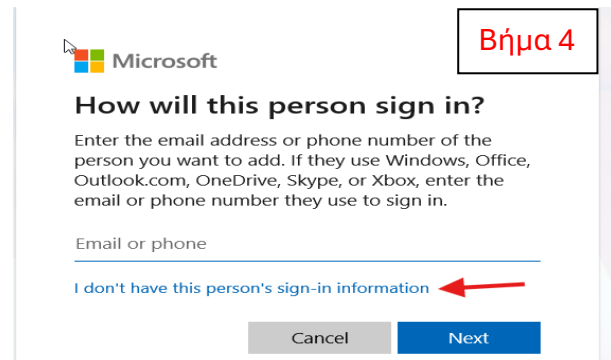 Βήμα 4
Microsoft
How will this person sign in?
Enter the email address or phone number of the
person you want to add. If they use Windows, Office,
Outlook.com, OneDrive, Skype, or Xbox, enter the
email or phone number they use to sign in.
Email or phone
I don't have this person's sign-in information
Cancel
Next